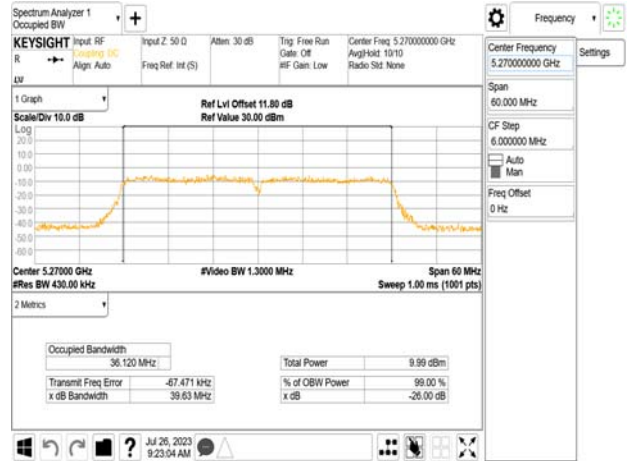 Spectrum Analyzer 1
Occupied BW
Frequency
KEYSIGHT
R
Input: RF
Coupling: DC
Align: Auto
Input Z: 50 Ω
Freq Ref: Int (S)
Atten: 30 dB
Trig: Free Run
Gate: Off
#IF Gain: Low
Center Freq: 5.270000000 GHz
Avg|Hold: 10/10
Radio Std: None
Center Frequency
5.270000000 GHz
Settings
Span
60.000 MHz
CF Step
6.000000 MHz
Auto
Man
Freq Offset
0 Hz
1 Graph
Scale/Div 10.0 dB
Ref Lvl Offset 11.80 dB
Ref Value 30.00 dBm
Log
20.0
10.0
0.00
-10.0
-20.0
-30.0
-40.0
-50.0
-60.0
Center 5.27000 GHz
#Res BW 430.00 kHz
#Video BW 1.3000 MHz
Span 60 MHz
Sweep 1.00 ms (1001 pts)
2 Metrics
Occupied Bandwidth
36.120 MHz
Transmit Freq Error -67.471 kHz
x dB Bandwidth 39.63 MHz
Total Power 9.99 dBm
% of OBW Power 99.00 %
x dB -26.00 dB
Jul 26, 2023
9:23:04 AM